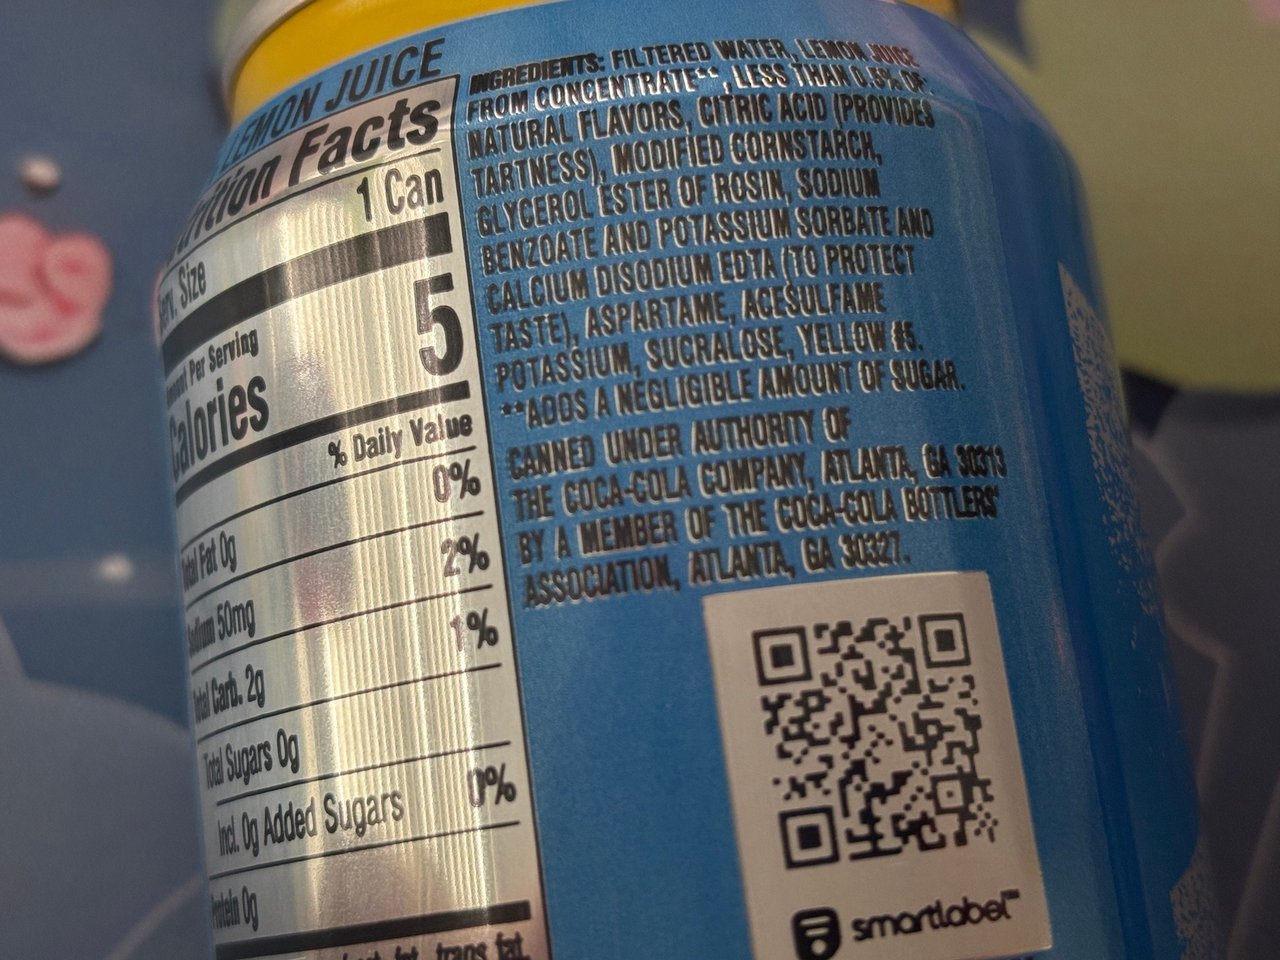 LEMON JUICE
Nutrition Facts
Serv. Size 1 Can
Amount Per Serving
Calories 5
% Daily Value
Total Fat 0g 0%
Sodium 50mg 2%
Total Carb. 2g 1%
Total Sugars 0g
Incl. 0g Added Sugars 0%
Protein 0g
fat, trans fat,
INGREDIENTS: FILTERED WATER, LEMON JUICE
FROM CONCENTRATE**, LESS THAN 0.5% OF:
NATURAL FLAVORS, CITRIC ACID (PROVIDES
TARTNESS), MODIFIED CORNSTARCH,
GLYCEROL ESTER OF ROSIN, SODIUM
BENZOATE AND POTASSIUM SORBATE AND
CALCIUM DISODIUM EDTA (TO PROTECT
TASTE), ASPARTAME, ACESULFAME
POTASSIUM, SUCRALOSE, YELLOW #5.
**ADDS A NEGLIGIBLE AMOUNT OF SUGAR.
CANNED UNDER AUTHORITY OF
THE COCA-COLA COMPANY, ATLANTA, GA 30313
BY A MEMBER OF THE COCA-COLA BOTTLERS'
ASSOCIATION, ATLANTA, GA 30327.
smartlabel™